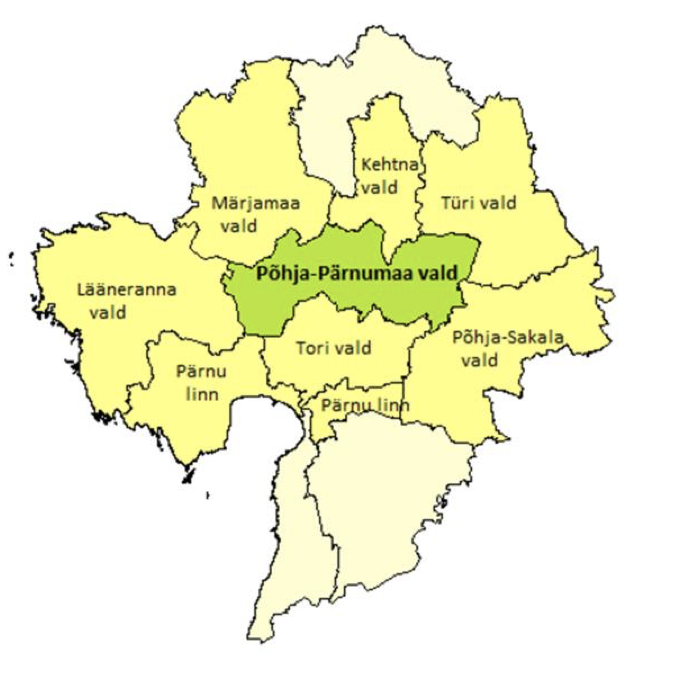 Kehtna
vald
Märjamaa
vald
Türi vald
Põhja-Pärnumaa vald
Lääneranna
vald
Põhja-Sakala
vald
Tori vald
Pärnu
linn
Pärnu linn